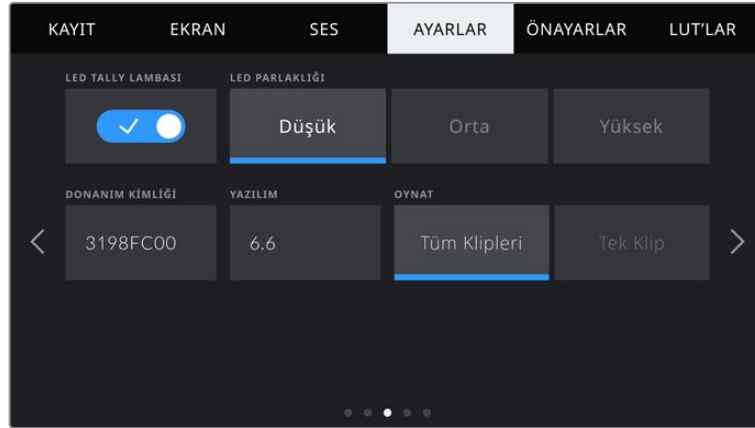 KAYIT EKRAN SES AYARLAR ÖNAYARLAR LUT'LAR
LED TALLY LAMBASI LED PARLAKLIĞI
Düşük Orta Yüksek
DONANIM KİMLİĞİ YAZILIM OYNAT
3198FC00 6.6 Tüm Klipleri Tek Klip